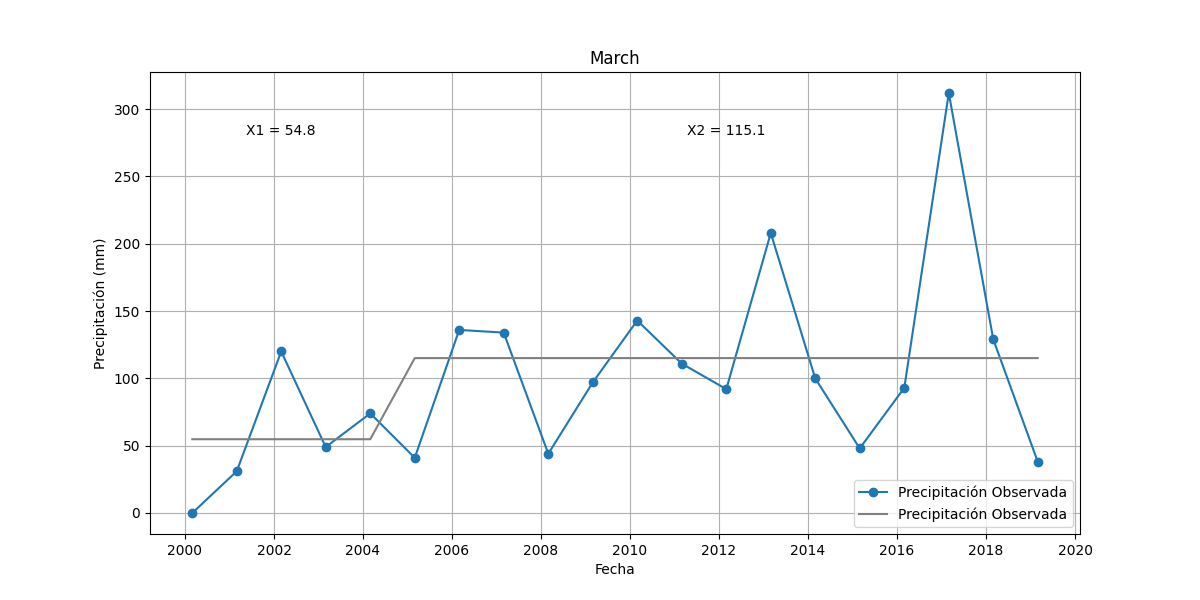 March
X1 = 54.8
X2 = 115.1
Precipitación (mm)
300
250
200
150
100
50
0
2000 2002 2004 2006 2008 2010 2012 2014 2016 2018 2020
Fecha
Precipitación Observada
Precipitación Observada